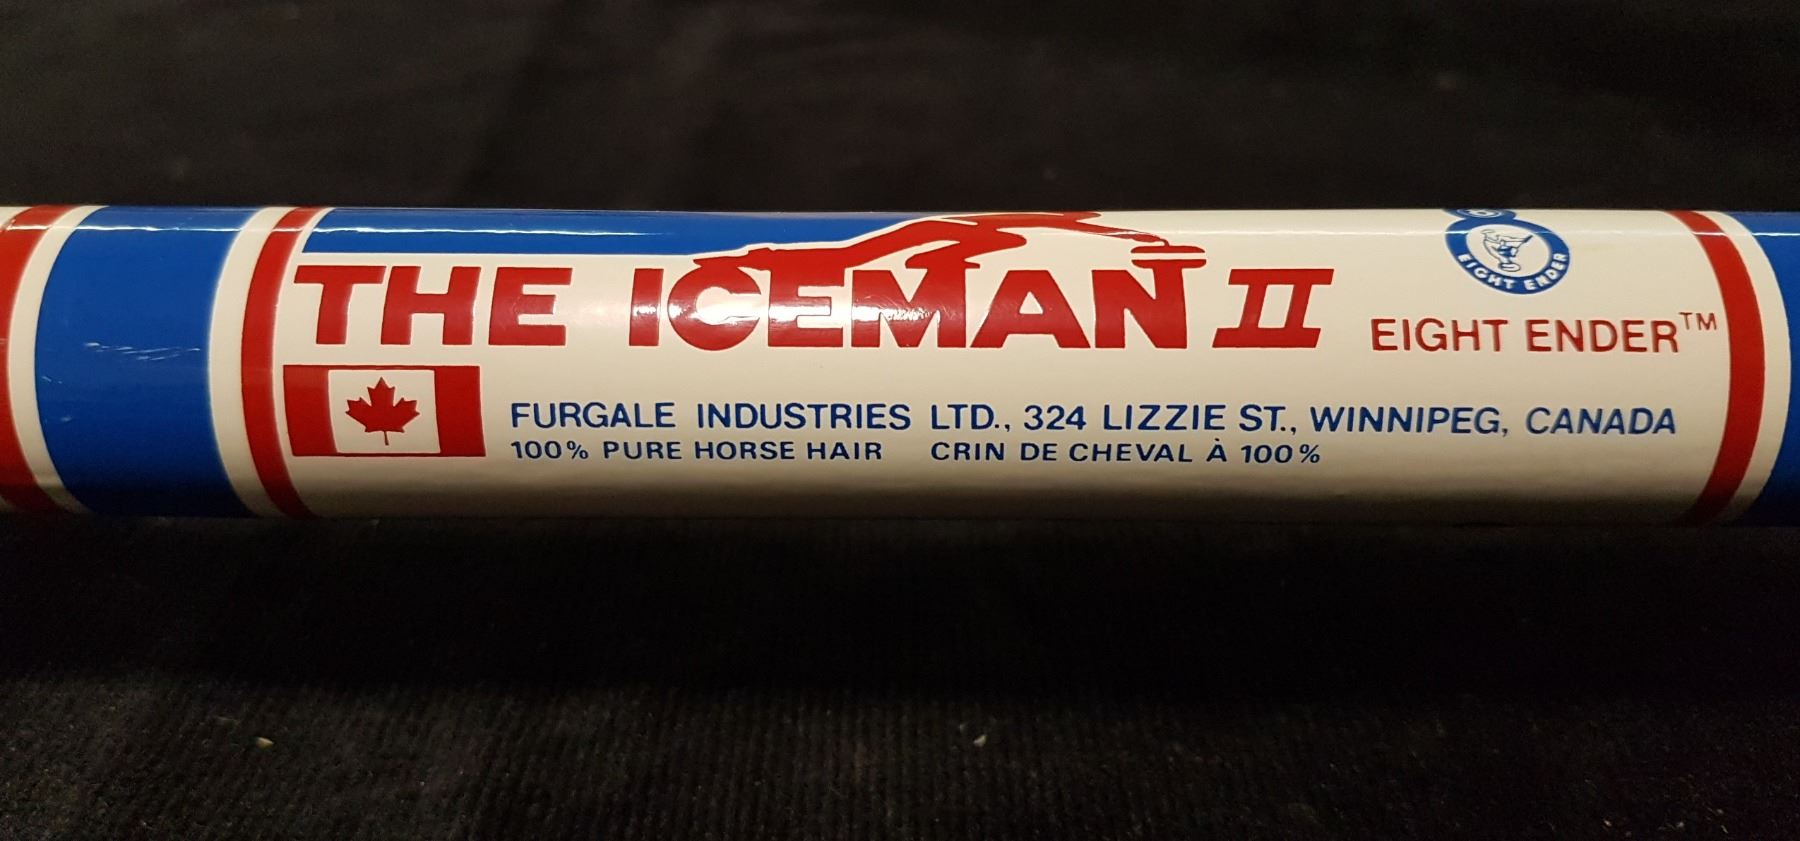 THE ICEMAN II
EIGHT ENDER
EIGHT ENDER™
FURGALE INDUSTRIES LTD., 324 LIZZIE ST., WINNIPEG, CANADA
100% PURE HORSE HAIR CRIN DE CHEVAL À 100%